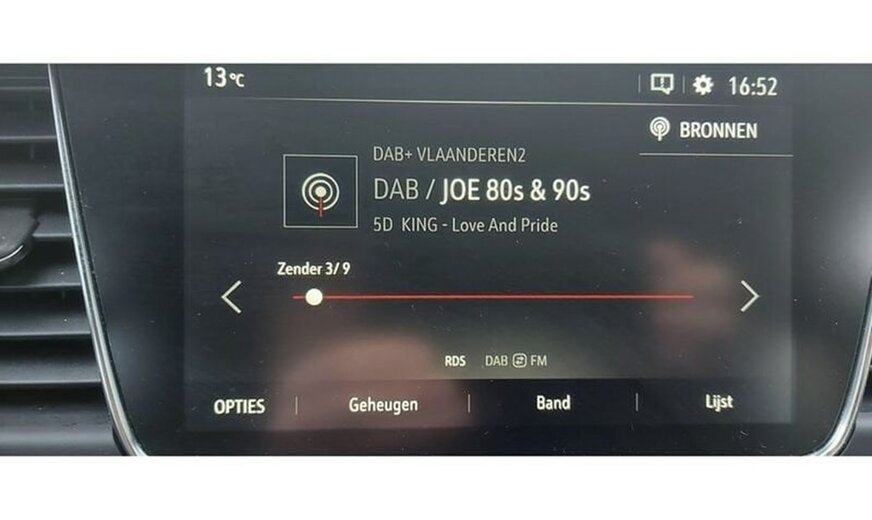 13°C 16:52
BRONNEN
DAB+ VLAANDEREN2
DAB / JOE 80s & 90s
5D KING - Love And Pride
Zender 3/9
RDS DAB FM
OPTIES Geheugen Band Lijst